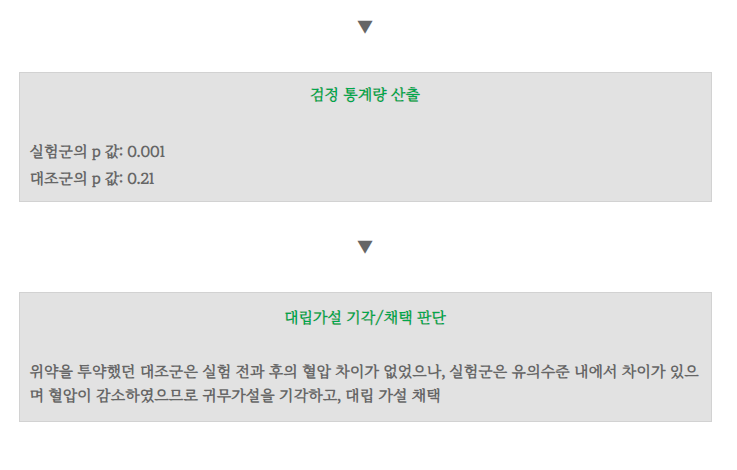 ▼
검정 통계량 산출
실험군의 p 값: 0.001
대조군의 p 값: 0.21
▼
대립가설 기각/채택 판단
위약을 투약했던 대조군은 실험 전과 후의 혈압 차이가 없었으나, 실험군은 유의수준 내에서 차이가 있으
며 혈압이 감소하였으므로 귀무가설을 기각하고, 대립 가설 채택